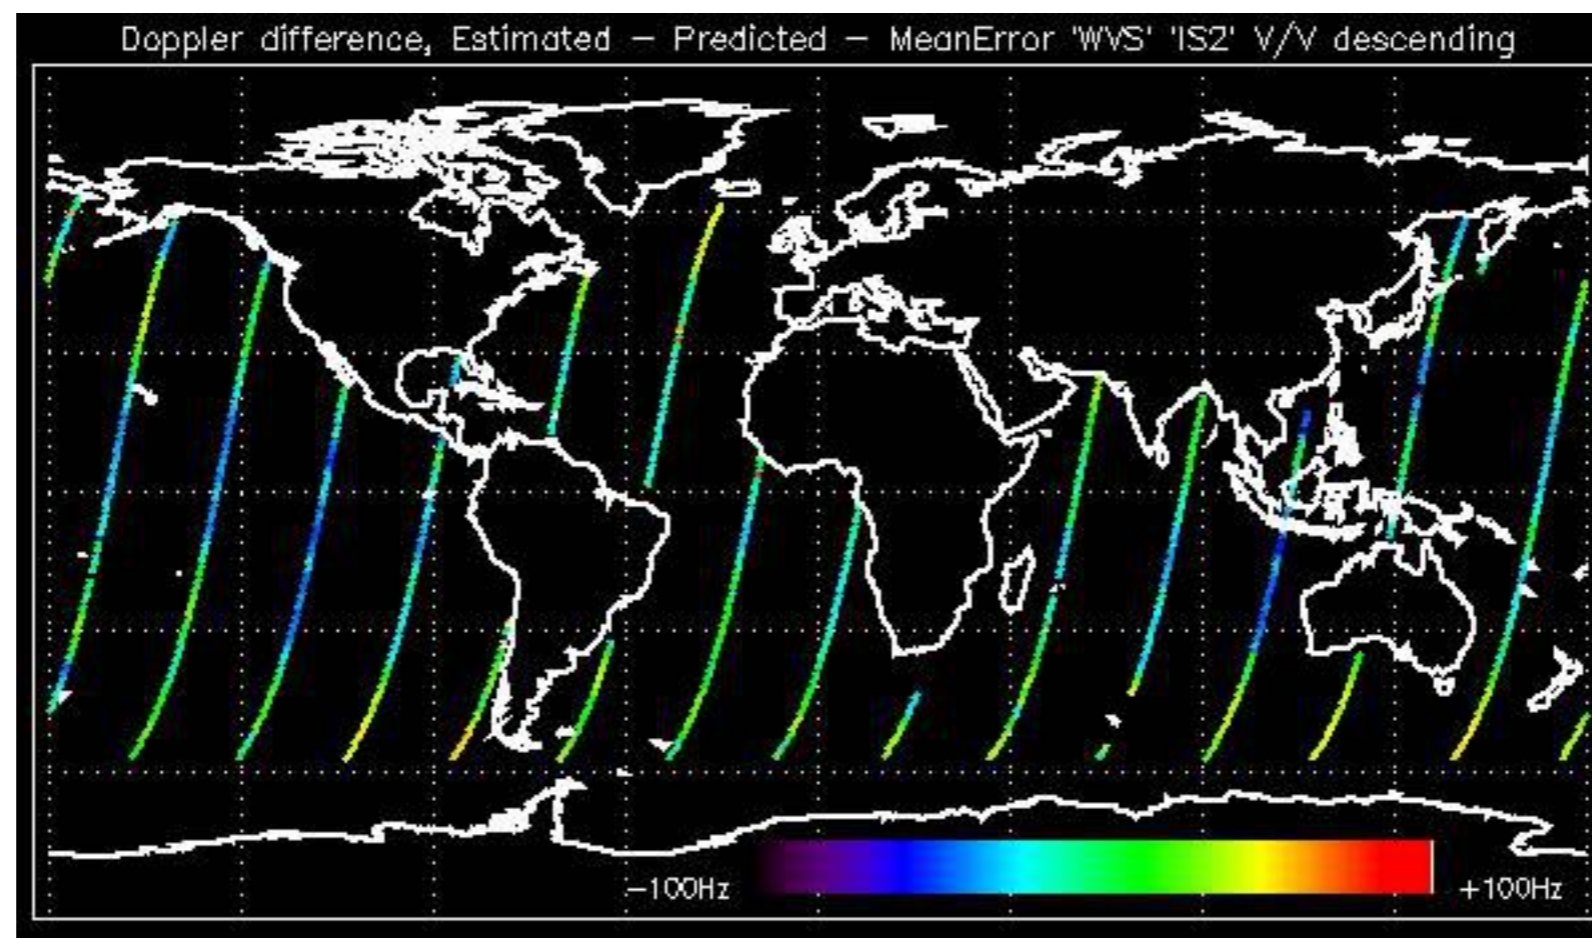 Doppler difference, Estimated − Predicted − MeanError 'WVS' 'IS2' V/V descending
−100Hz +100Hz